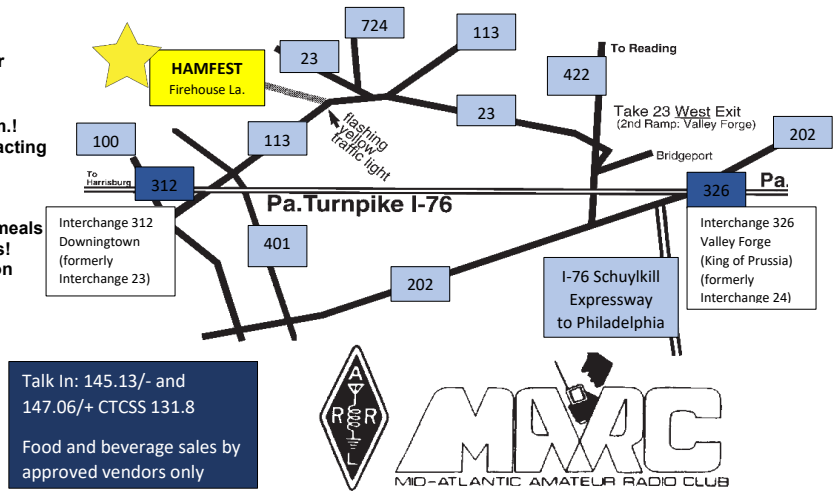 r
724
113
To Reading
23
HAMFEST
Firehouse La.
422
n.!
acting
Take 23 West Exit
(2nd Ramp: Valley Forge)
23
flashing
yellow
traffic light
100
113
202
Bridgeport
To
Harrisburg
312
326
Pa.
Pa.Turnpike I-76
meals
s!
on
Interchange 312
Downingtown
(formerly
Interchange 23)
401
202
I-76 Schuylkill
Expressway
to Philadelphia
Interchange 326
Valley Forge
(King of Prussia)
(formerly
Interchange 24)
Talk In: 145.13/- and
147.06/+ CTCSS 131.8
Food and beverage sales by
approved vendors only
A
R R
L
MAARC
MID-ATLANTIC AMATEUR RADIO CLUB